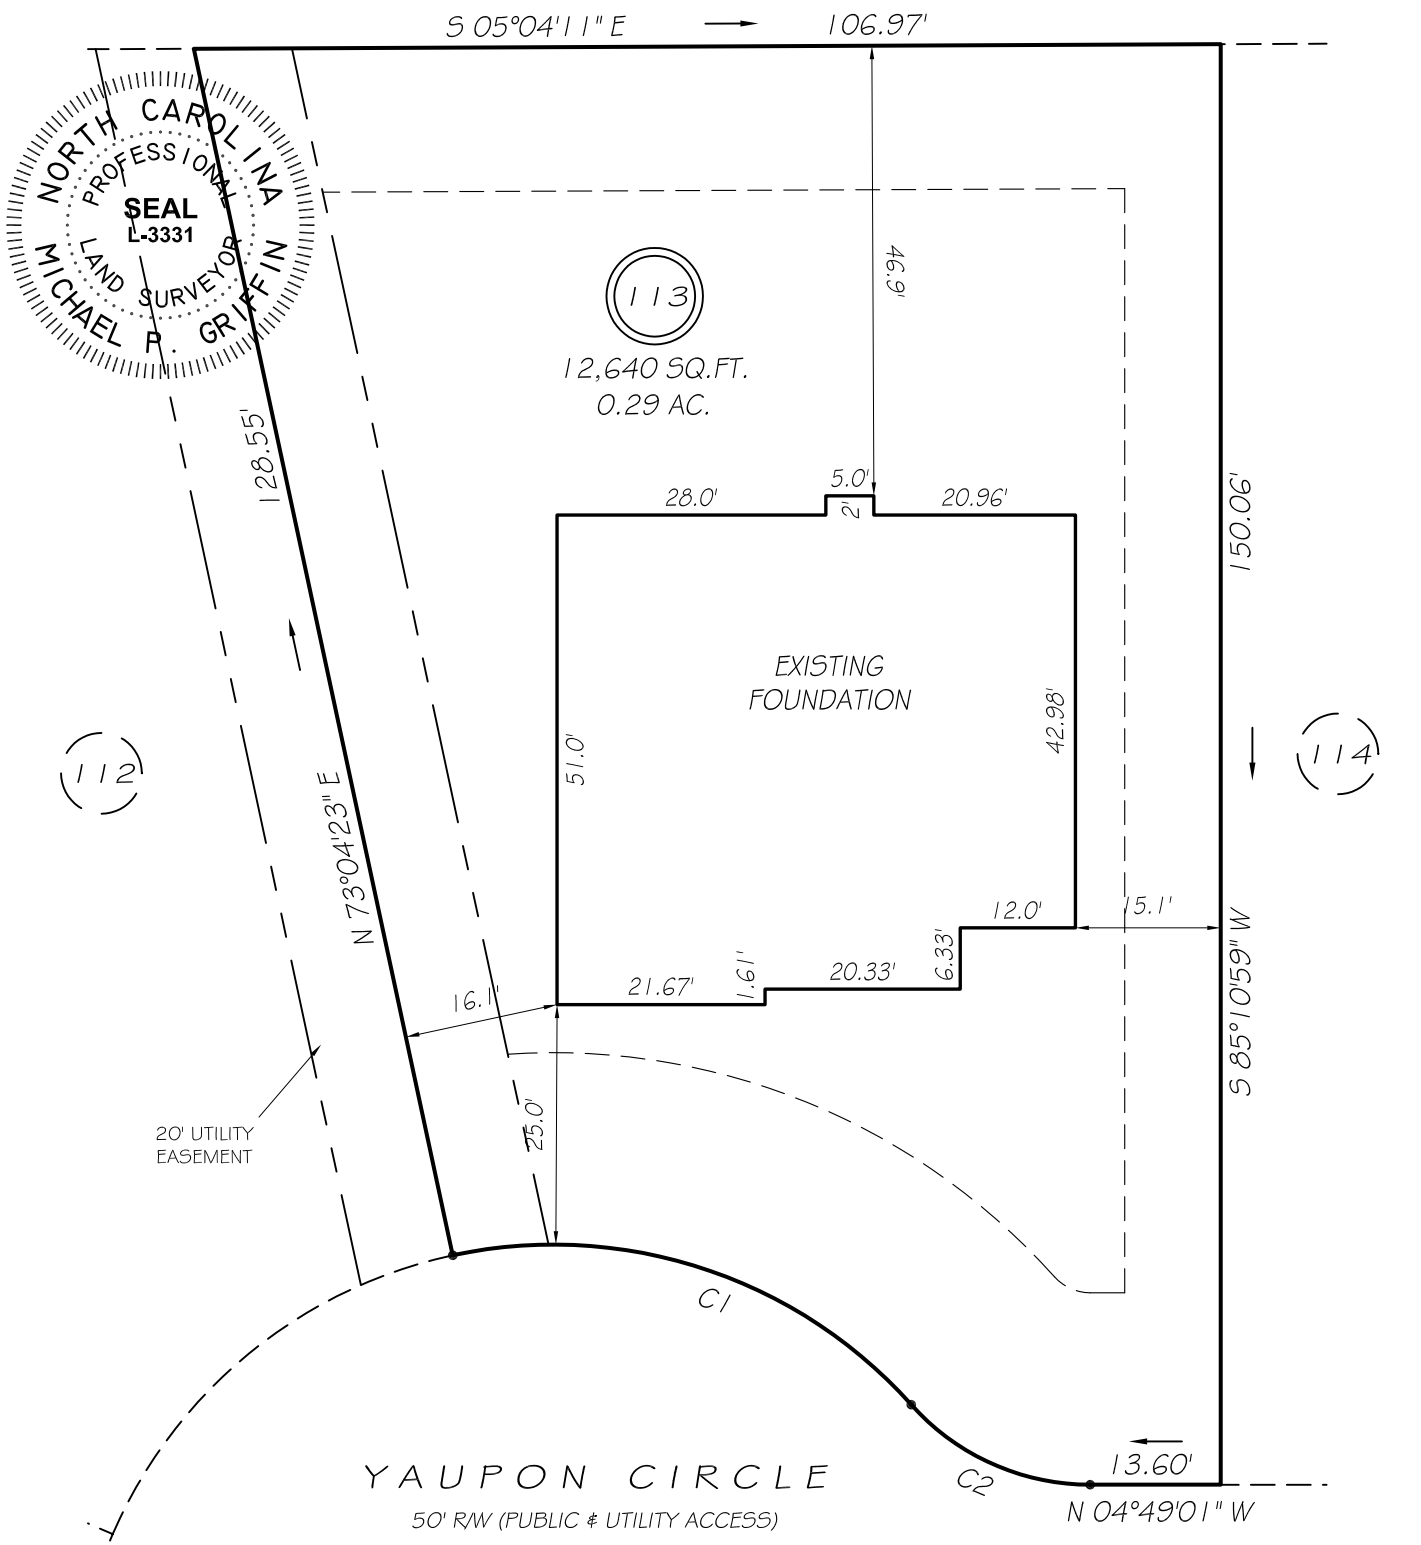 S 05°04'11" E 106.97'
NORTH CAROLINA
PROFESSIONAL
SEAL
L-3331
LAND SURVEYOR
MICHAEL P. GRIFFIN
46.9'
113
12,640 SQ.FT.
0.29 AC.
128.55'
N 73°04'23" E
28.0'
5.0'
2'
20.96'
150.06'
S 85°10'59" W
EXISTING
FOUNDATION
51.0'
42.98'
112
114
12.0'
15.1'
6.33'
20.33'
1.61'
21.67'
16.1'
25.0'
20' UTILITY
EASEMENT
C1
C2
13.60'
N 04°49'01" W
YAUPON CIRCLE
50' R/W (PUBLIC & UTILITY ACCESS)